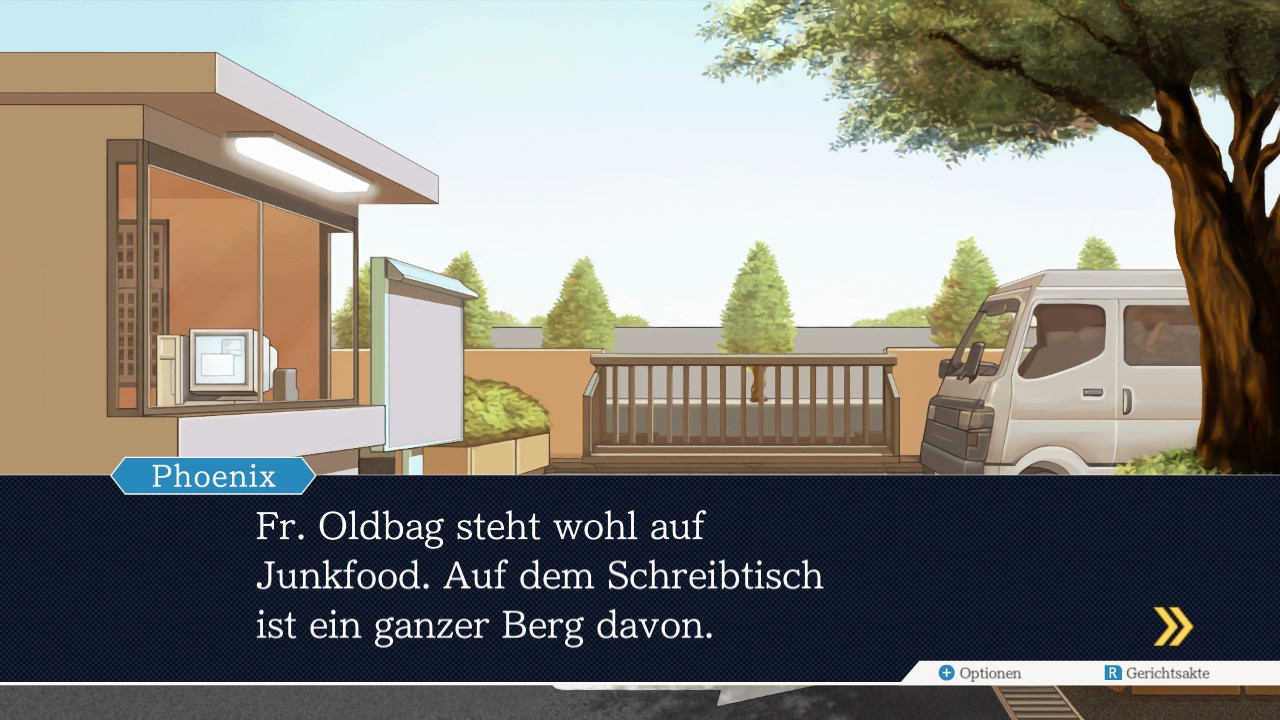 Phoenix
Fr. Oldbag steht wohl auf
Junkfood. Auf dem Schreibtisch
ist ein ganzer Berg davon.
+ Optionen
R Gerichtsakte